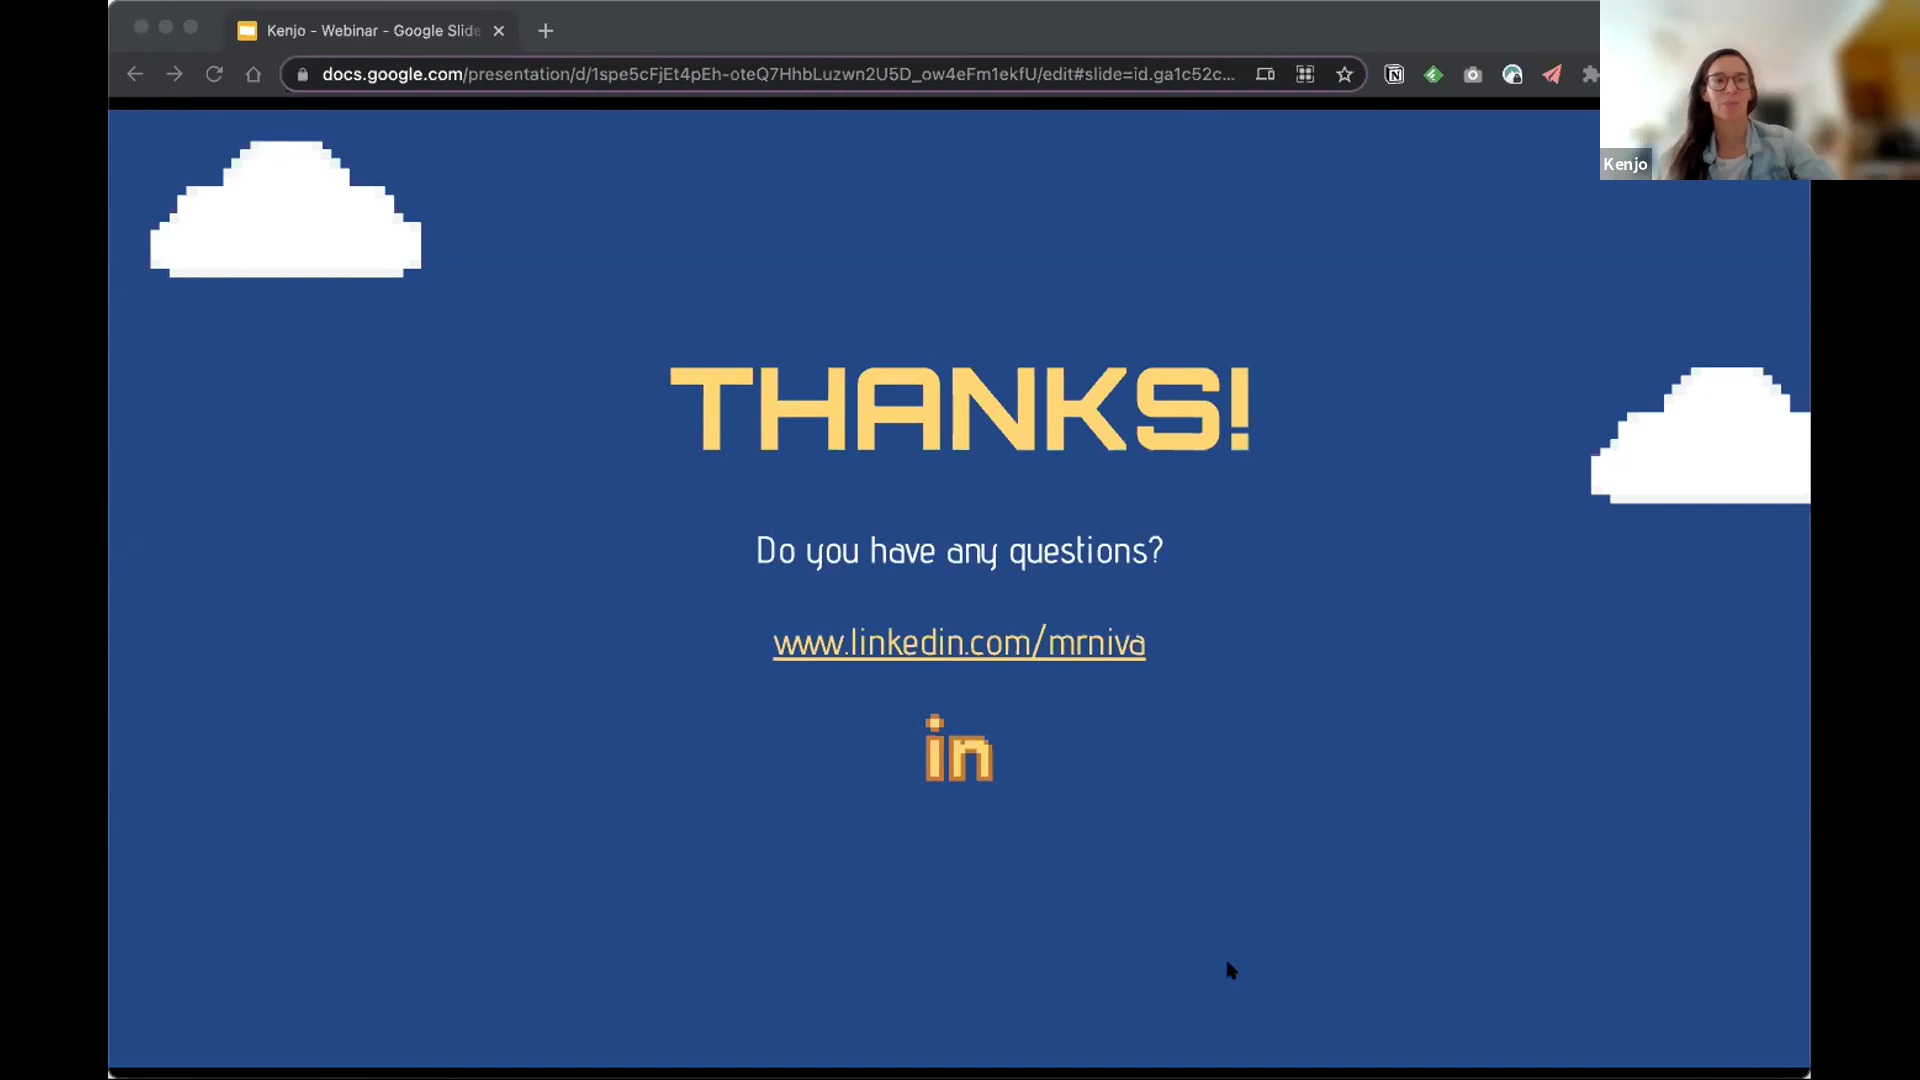 Kenjo - Webinar - Google Slide
docs.google.com/presentation/d/1spe5cFjEt4pEh-oteQ7HhbLuzwn2U5D_ow4eFm1ekfU/edit#slide=id.ga1c52c...
Kenjo
THANKS!
Do you have any questions?
www.linkedin.com/mrniva
in